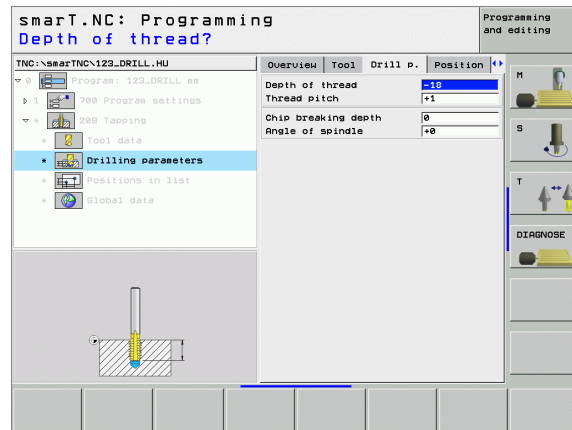 smarT.NC: Programming
Depth of thread?
Programming
and editing
TNC:\smarTNC\123_DRILL.HU
0 Program: 123_DRILL mm
1 700 Program settings
* 209 Tapping
* Tool data
* Drilling parameters
* Positions in list
* Global data
Overview Tool Drill p. Position
Depth of thread -18
Thread pitch +1
Chip breaking depth 0
Angle of spindle +0
M
S
T
DIAGNOSE